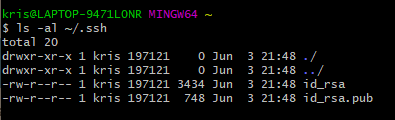 kris@LAPTOP-9471LONR MINGW64 ~
$ ls -al ~/.ssh
total 20
drwxr-xr-x 1 kris 197121    0 Jun  3 21:48 ./
drwxr-xr-x 1 kris 197121    0 Jun  3 21:48 ../
-rw-r--r-- 1 kris 197121 3434 Jun  3 21:48 id_rsa
-rw-r--r-- 1 kris 197121  748 Jun  3 21:48 id_rsa.pub